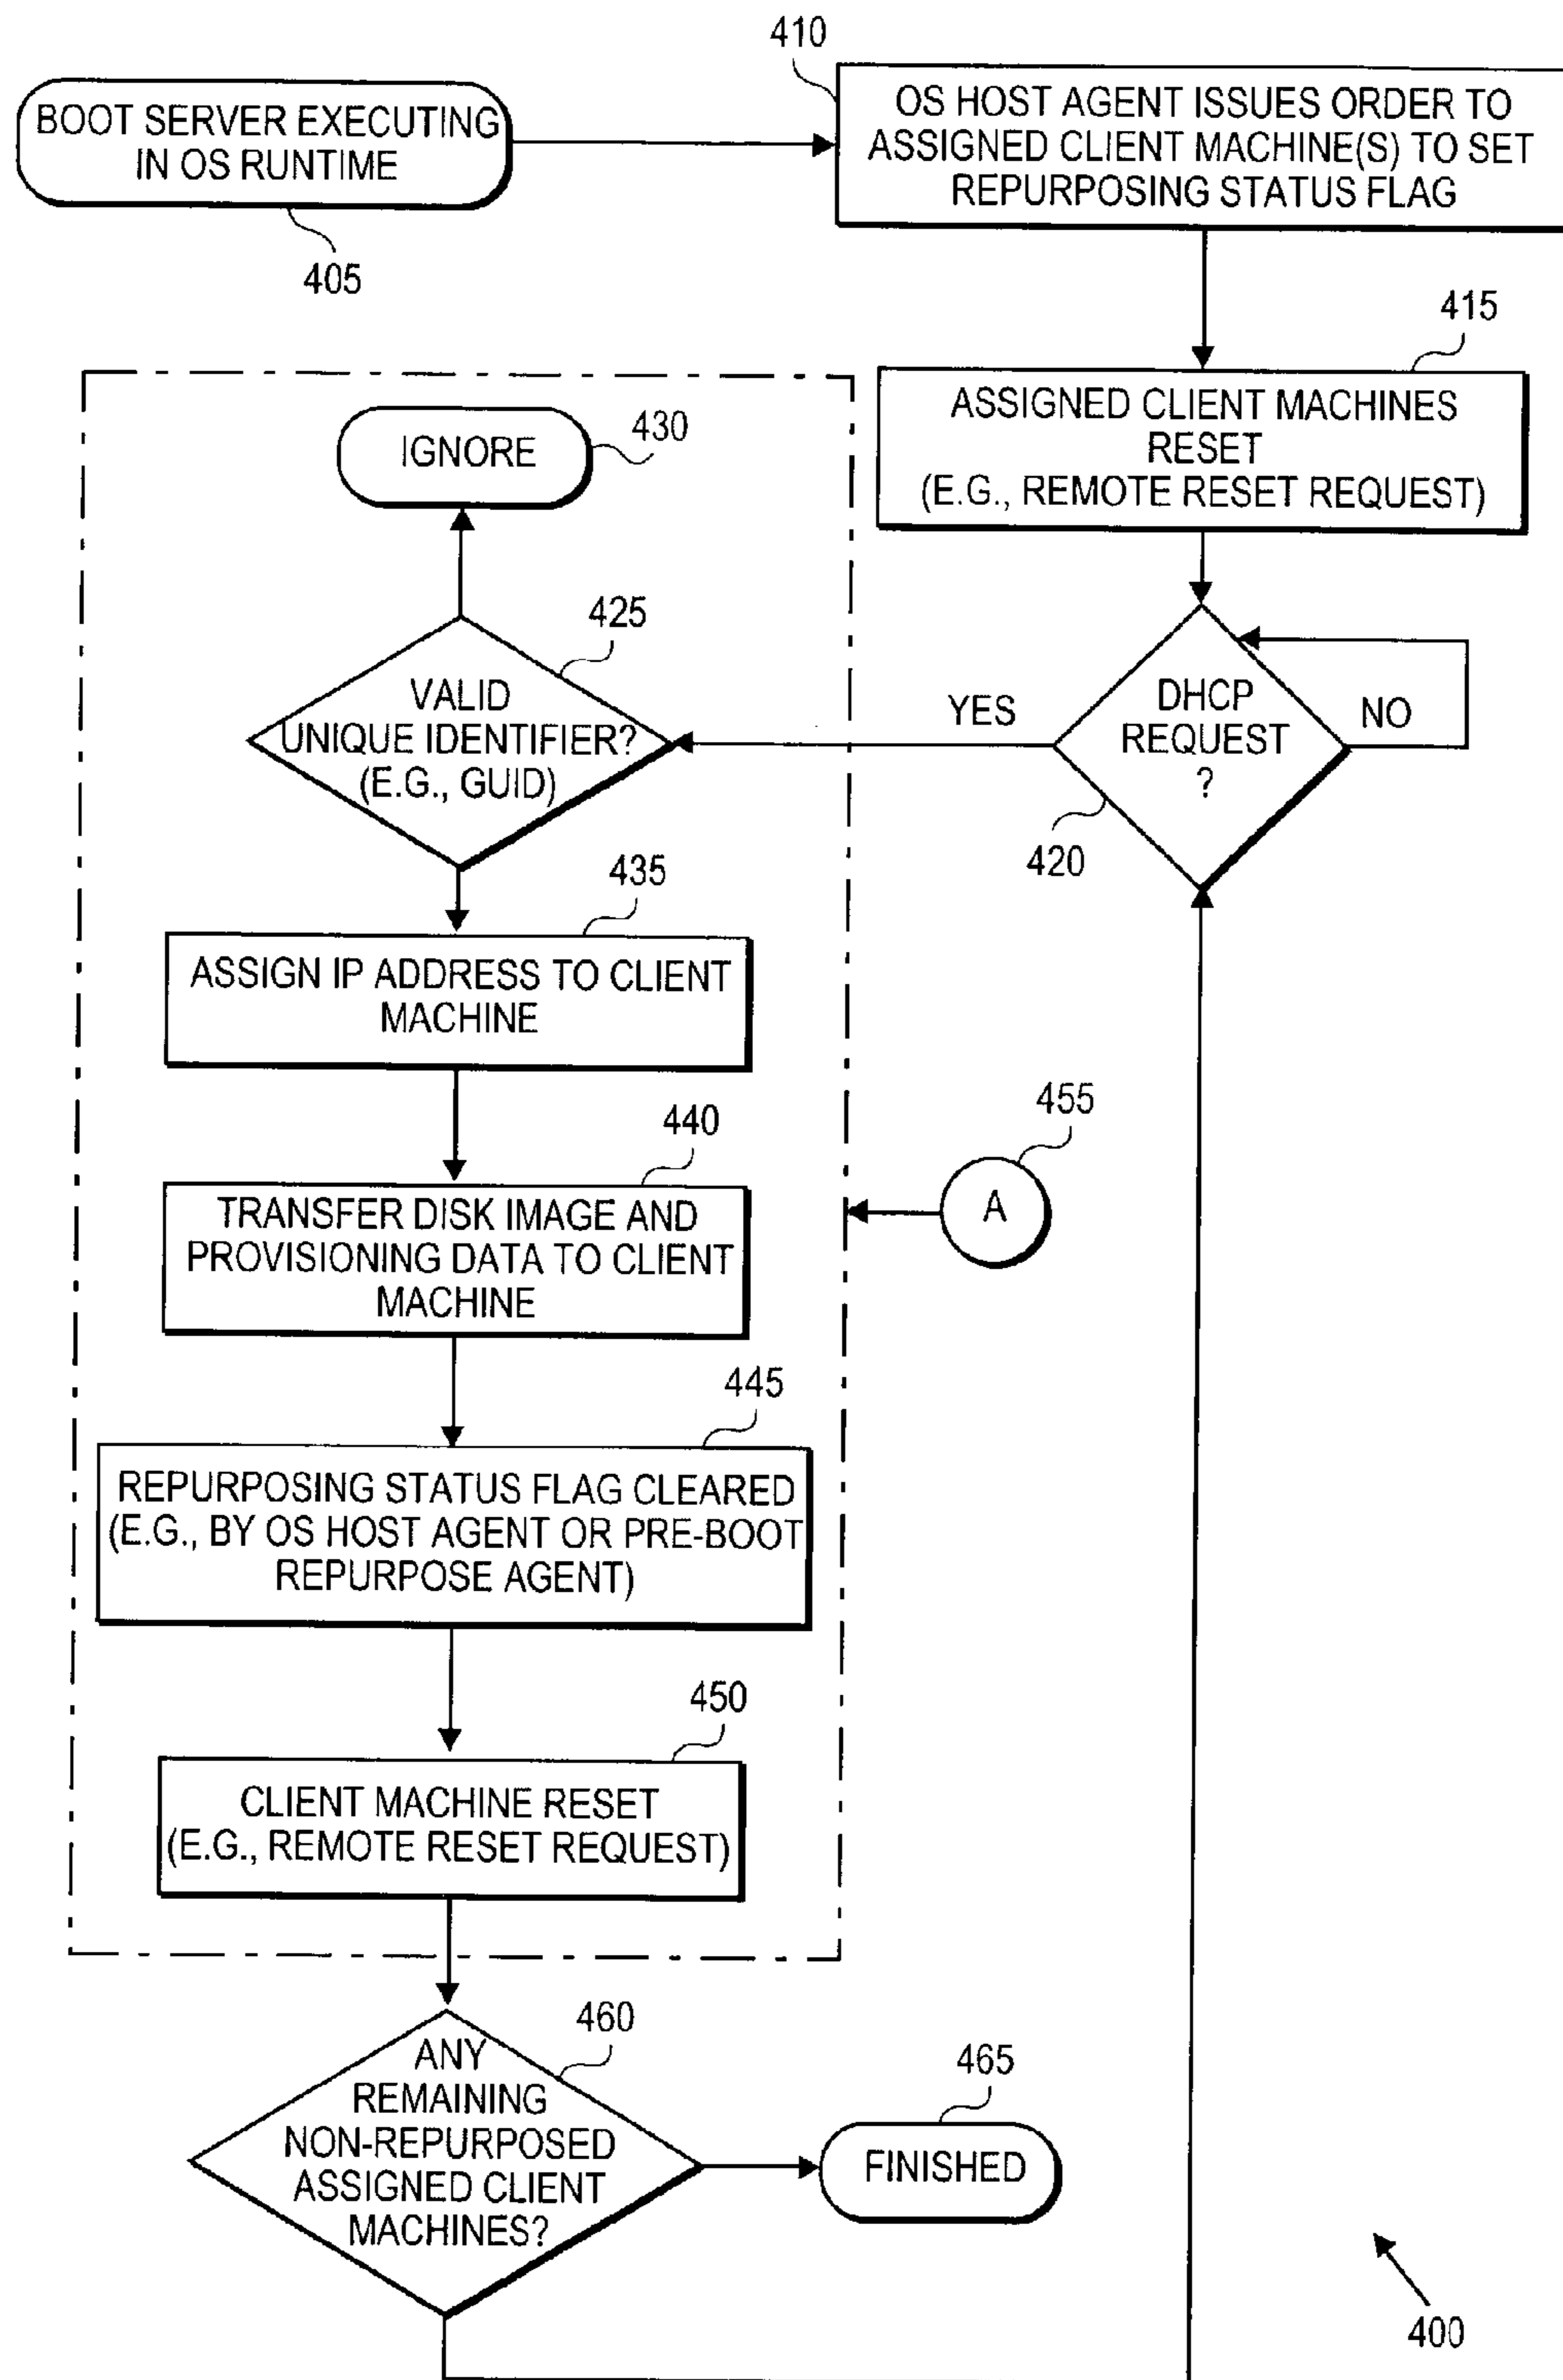 410
BOOT SERVER EXECUTING
IN OS RUNTIME
405
OS HOST AGENT ISSUES ORDER TO
ASSIGNED CLIENT MACHINE(S) TO SET
REPURPOSING STATUS FLAG
415
ASSIGNED CLIENT MACHINES
RESET
(E.G., REMOTE RESET REQUEST)
IGNORE
430
425
VALID
UNIQUE IDENTIFIER?
(E.G., GUID)
YES
DHCP
REQUEST
?
NO
420
435
ASSIGN IP ADDRESS TO CLIENT
MACHINE
440
TRANSFER DISK IMAGE AND
PROVISIONING DATA TO CLIENT
MACHINE
455
A
445
REPURPOSING STATUS FLAG CLEARED
(E.G., BY OS HOST AGENT OR PRE-BOOT
REPURPOSE AGENT)
450
CLIENT MACHINE RESET
(E.G., REMOTE RESET REQUEST)
460
ANY
REMAINING
NON-REPURPOSED
ASSIGNED CLIENT
MACHINES?
465
FINISHED
400